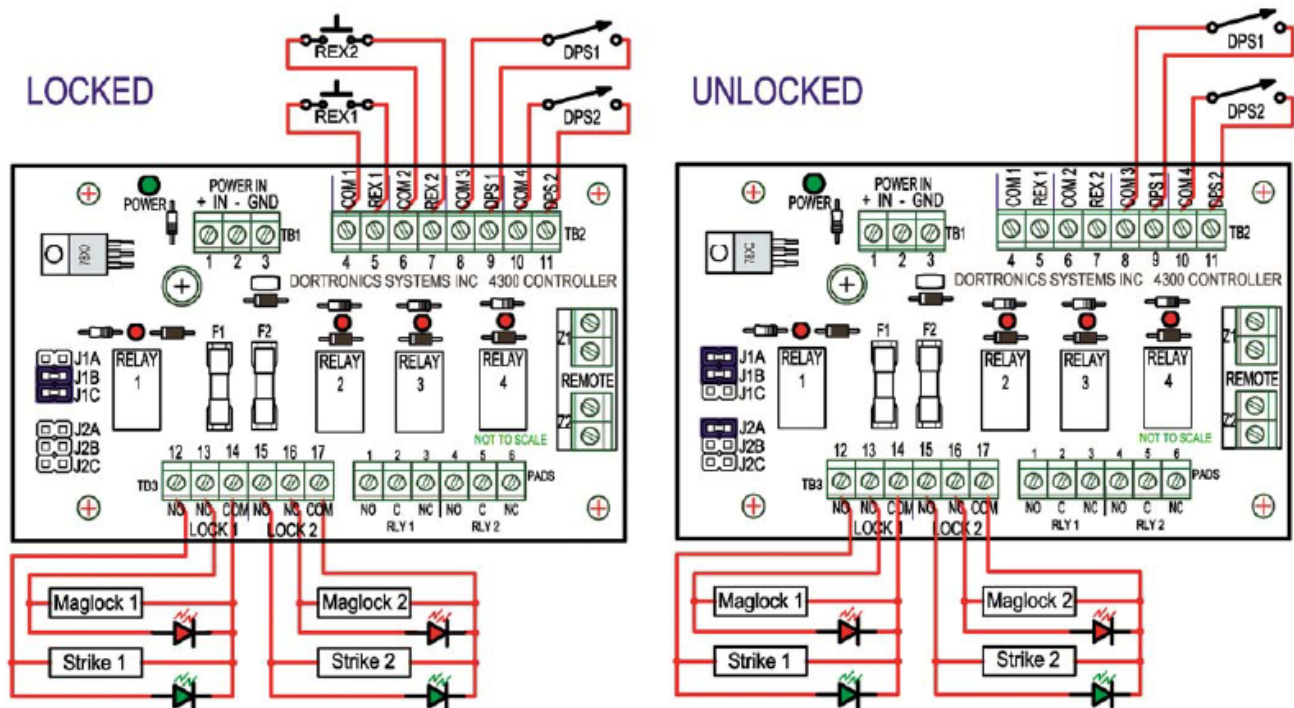 LOCKED
REX2
REX1
DPS1
DPS2
COM 1
REX 1
COM 2
REX 2
COM 3
DPS 1
COM 4
DPS 2
POWER
POWER IN
+ IN - GND
TB1
TB2
1 2 3
4 5 6 7 8 9 10 11
DORTRONICS SYSTEMS INC 4300 CONTROLLER
F1 F2
J1A
J1B
J1C
J2A
J2B
J2C
RELAY
1
RELAY
2
RELAY
3
RELAY
4
Z1
REMOTE
Z2
NOT TO SCALE
12 13 14 15 16 17
1 2 3 4 5 6
TD3
PADS
NO NC COM NO NC COM
NO C NC NO C NC
LOCK 1 LOCK 2
RLY 1 RLY 2
Maglock 1
Maglock 2
Strike 1
Strike 2
UNLOCKED
DPS1
DPS2
COM 1
REX 1
COM 2
REX 2
COM 3
DPS 1
COM 4
DPS 2
POWER
POWER IN
+ IN - GND
TB1
TB2
1 2 3
4 5 6 7 8 9 10 11
DORTRONICS SYSTEMS INC 4300 CONTROLLER
F1 F2
J1A
J1B
J1C
J2A
J2B
J2C
RELAY
1
RELAY
2
RELAY
3
RELAY
4
Z1
REMOTE
Z2
NOT TO SCALE
12 13 14 15 16 17
1 2 3 4 5 6
TB3
PADS
NO NC COM NO NC COM
NO C NC NO C NC
LOCK 1 LOCK 2
RLY 1 RLY 2
Maglock 1
Maglock 2
Strike 1
Strike 2